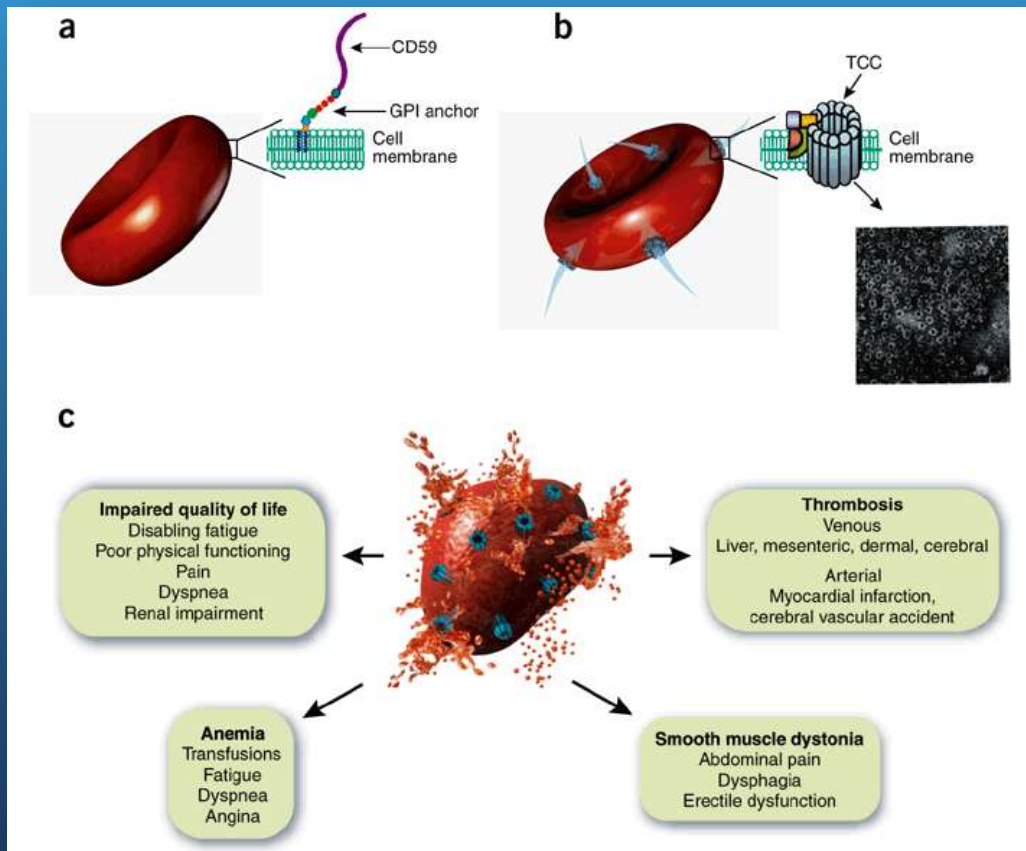 a
CD59
GPI anchor
Cell
membrane
b
TCC
Cell
membrane
c
Impaired quality of life
Disabling fatigue
Poor physical functioning
Pain
Dyspnea
Renal impairment
Thrombosis
Venous
Liver, mesenteric, dermal, cerebral
Arterial
Myocardial infarction,
cerebral vascular accident
Anemia
Transfusions
Fatigue
Dyspnea
Angina
Smooth muscle dystonia
Abdominal pain
Dysphagia
Erectile dysfunction